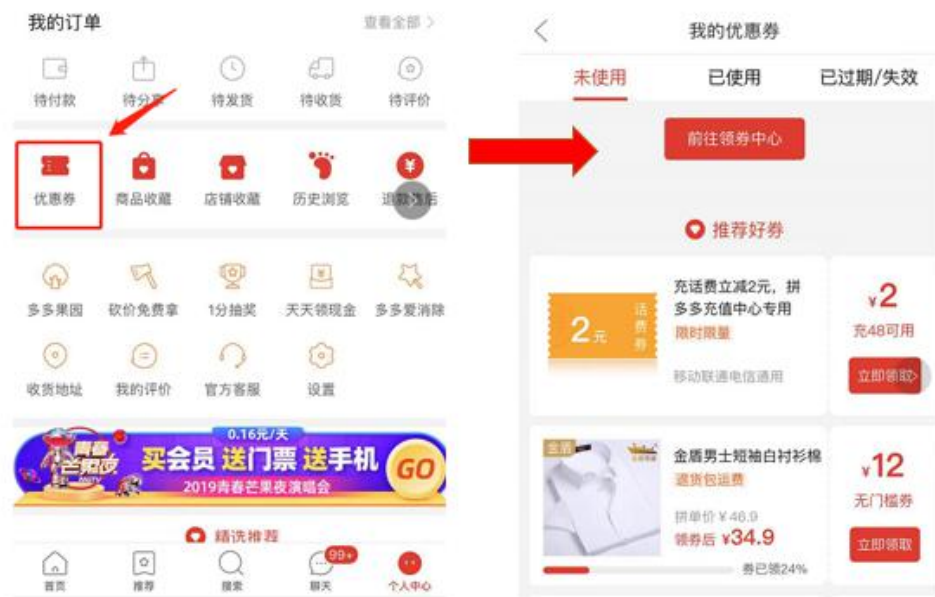 我的订单
查看全部
待付款
待分享
待发货
待收货
待评价
优惠券
商品收藏
店铺收藏
历史浏览
退款售后
多多果园
砍价免费拿
1分抽奖
天天领现金
多多爱消除
收货地址
我的评价
官方客服
设置
青春
芒果夜
0.16元/天
买会员 送门票 送手机
2019青春芒果夜演唱会
GO
精选推荐
99+
首页
推荐
搜索
聊天
个人中心
我的优惠券
未使用
已使用
已过期/失效
前往领券中心
推荐好券
2元
话费券
充话费立减2元，拼
多多充值中心专用
限时限量
移动联通电信通用
¥2
充48可用
立即领取
金盾
金盾男士短袖白衬衫棉
退货包运费
拼单价 ¥46.9
领券后 ¥34.9
券已领24%
¥12
无门槛券
立即领取